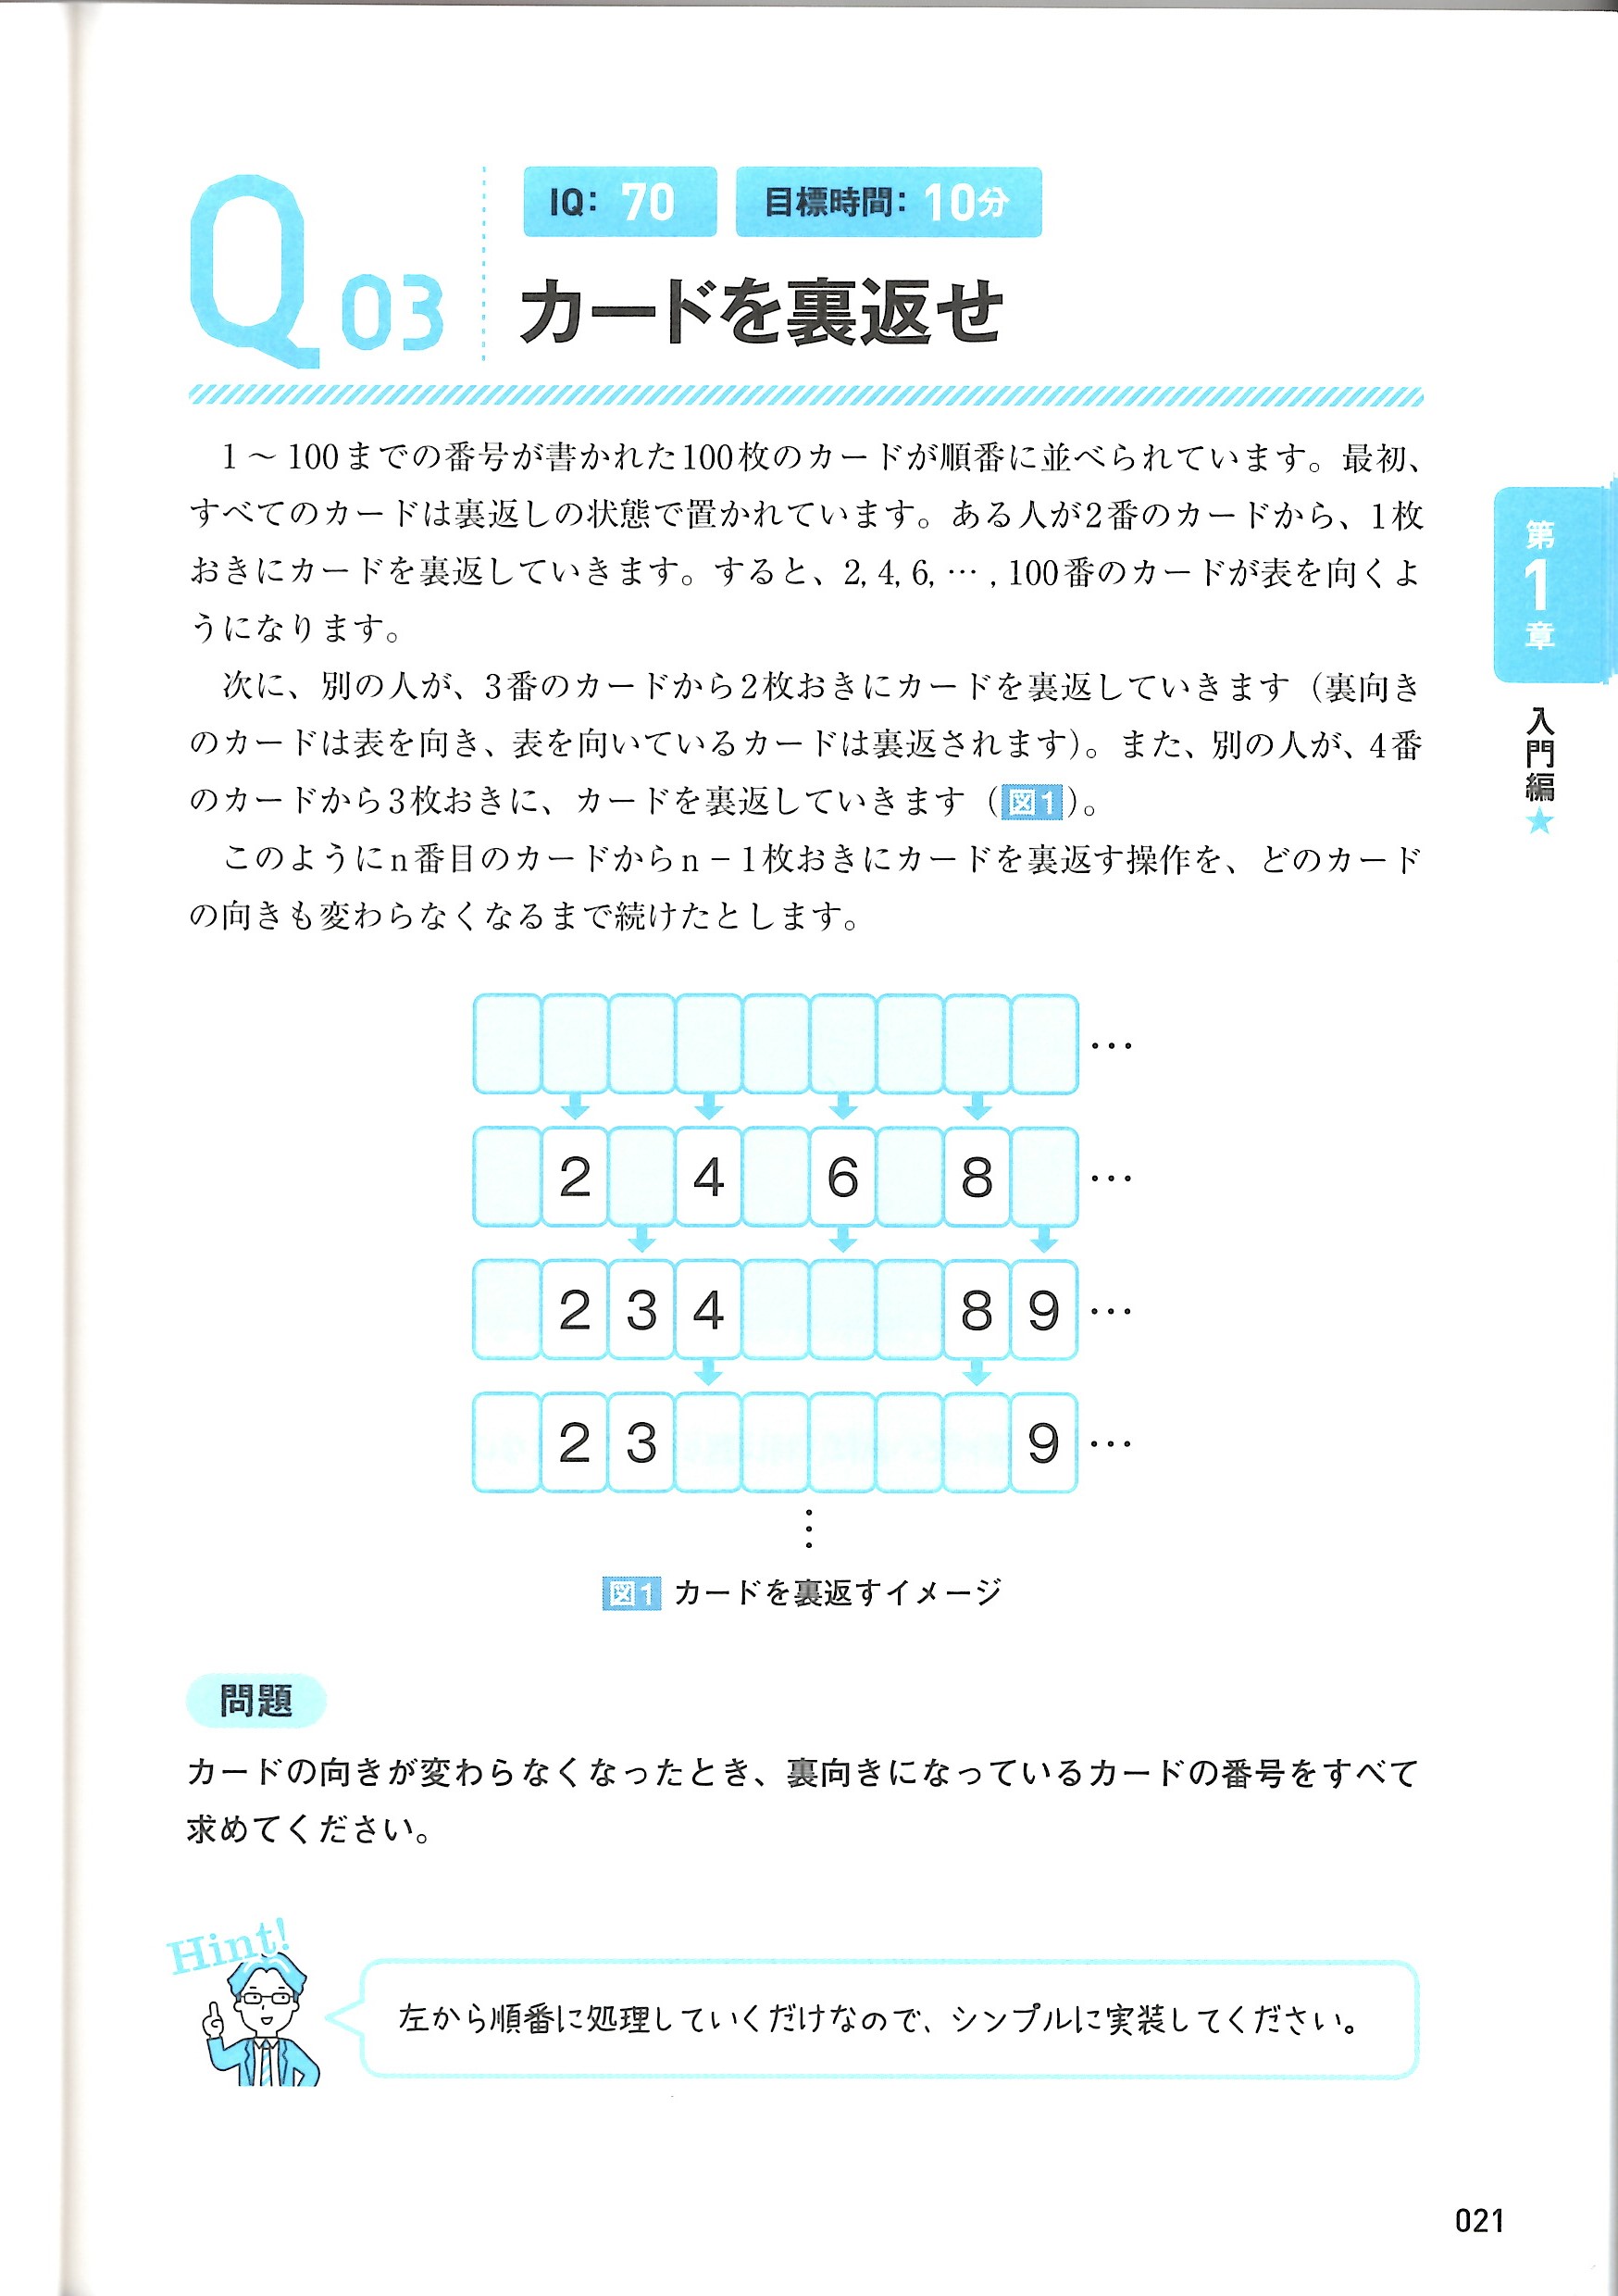 Q03
IQ: 70
目標時間: 10分
カードを裏返せ
1～100までの番号が書かれた100枚のカードが順番に並べられています。最初、
すべてのカードは裏返しの状態で置かれています。ある人が2番のカードから、1枚
おきにカードを裏返していきます。すると、2, 4, 6, … , 100番のカードが表を向くよ
うになります。
次に、別の人が、3番のカードから2枚おきにカードを裏返していきます（裏向き
のカードは表を向き、表を向いているカードは裏返されます）。また、別の人が、4番
のカードから3枚おきに、カードを裏返していきます（図1）。
このようにn番目のカードからn－1枚おきにカードを裏返す操作を、どのカード
の向きも変わらなくなるまで続けたとします。
第1章
入門編★
…
2 4 6 8 …
2 3 4 8 9 …
2 3 9 …
⋮
図1 カードを裏返すイメージ
問題
カードの向きが変わらなくなったとき、裏向きになっているカードの番号をすべて
求めてください。
Hint!
左から順番に処理していくだけなので、シンプルに実装してください。
021